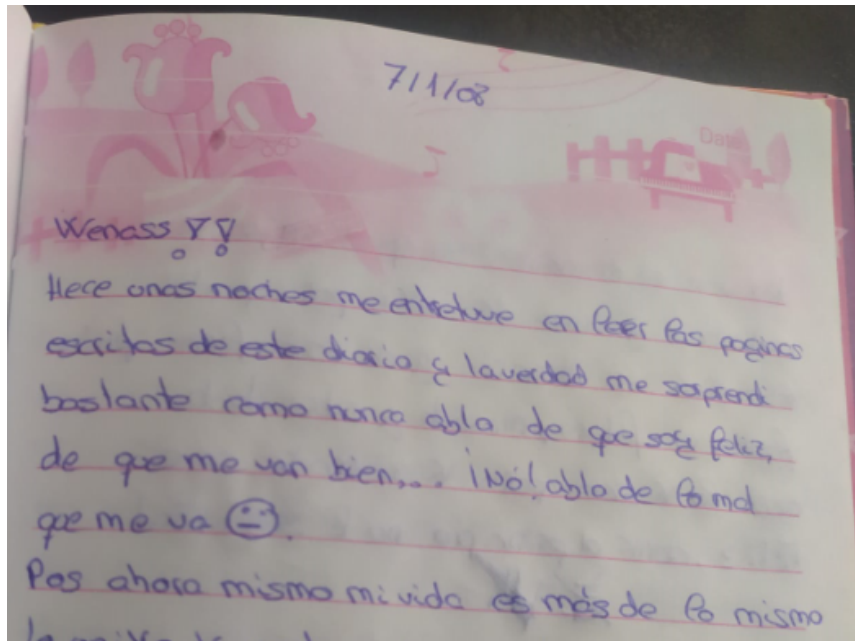 7/1/08
Wenass!!
Hece unas noches me entretuve en leer las paginas
escritas de este diario y la verdad me sorprendi
bastante como nunca ablo de que soy feliz,
de que me van bien... ¡No! ablo de lo mal
que me va
Pos ahora mismo mi vida es más de lo mismo